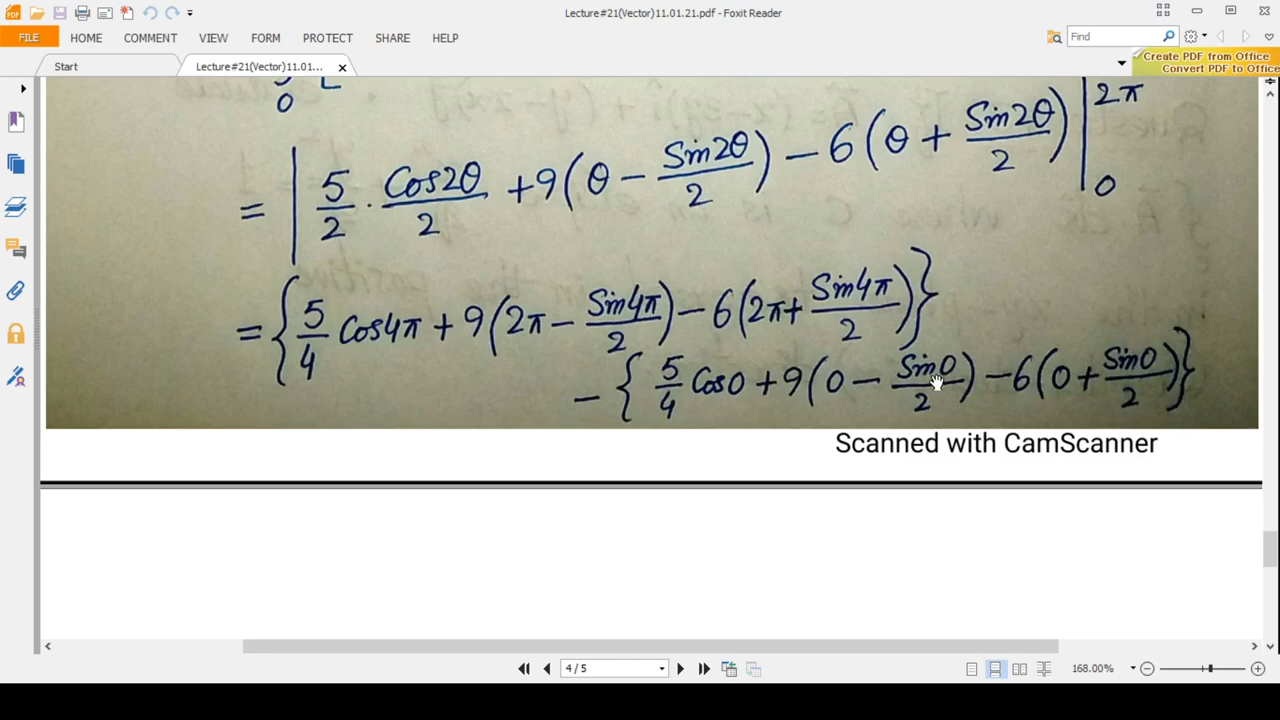 Lecture#21(Vector)11.01.21.pdf - Foxit Reader
FILE HOME COMMENT VIEW FORM PROTECT SHARE HELP Find
Create PDF from Office
Convert PDF to Office
Start Lecture#21(Vector)11.01...
0
= | 5/2 . Cos2θ/2 + 9(θ − Sin2θ/2) − 6(θ + Sin2θ/2) | 2π 0
= {5/4 Cos4π + 9(2π − Sin4π/2) − 6(2π + Sin4π/2)}
− {5/4 Cos0 + 9(0 − Sin0/2) − 6(0 + Sin0/2)}
Scanned with CamScanner
4 / 5 168.00%